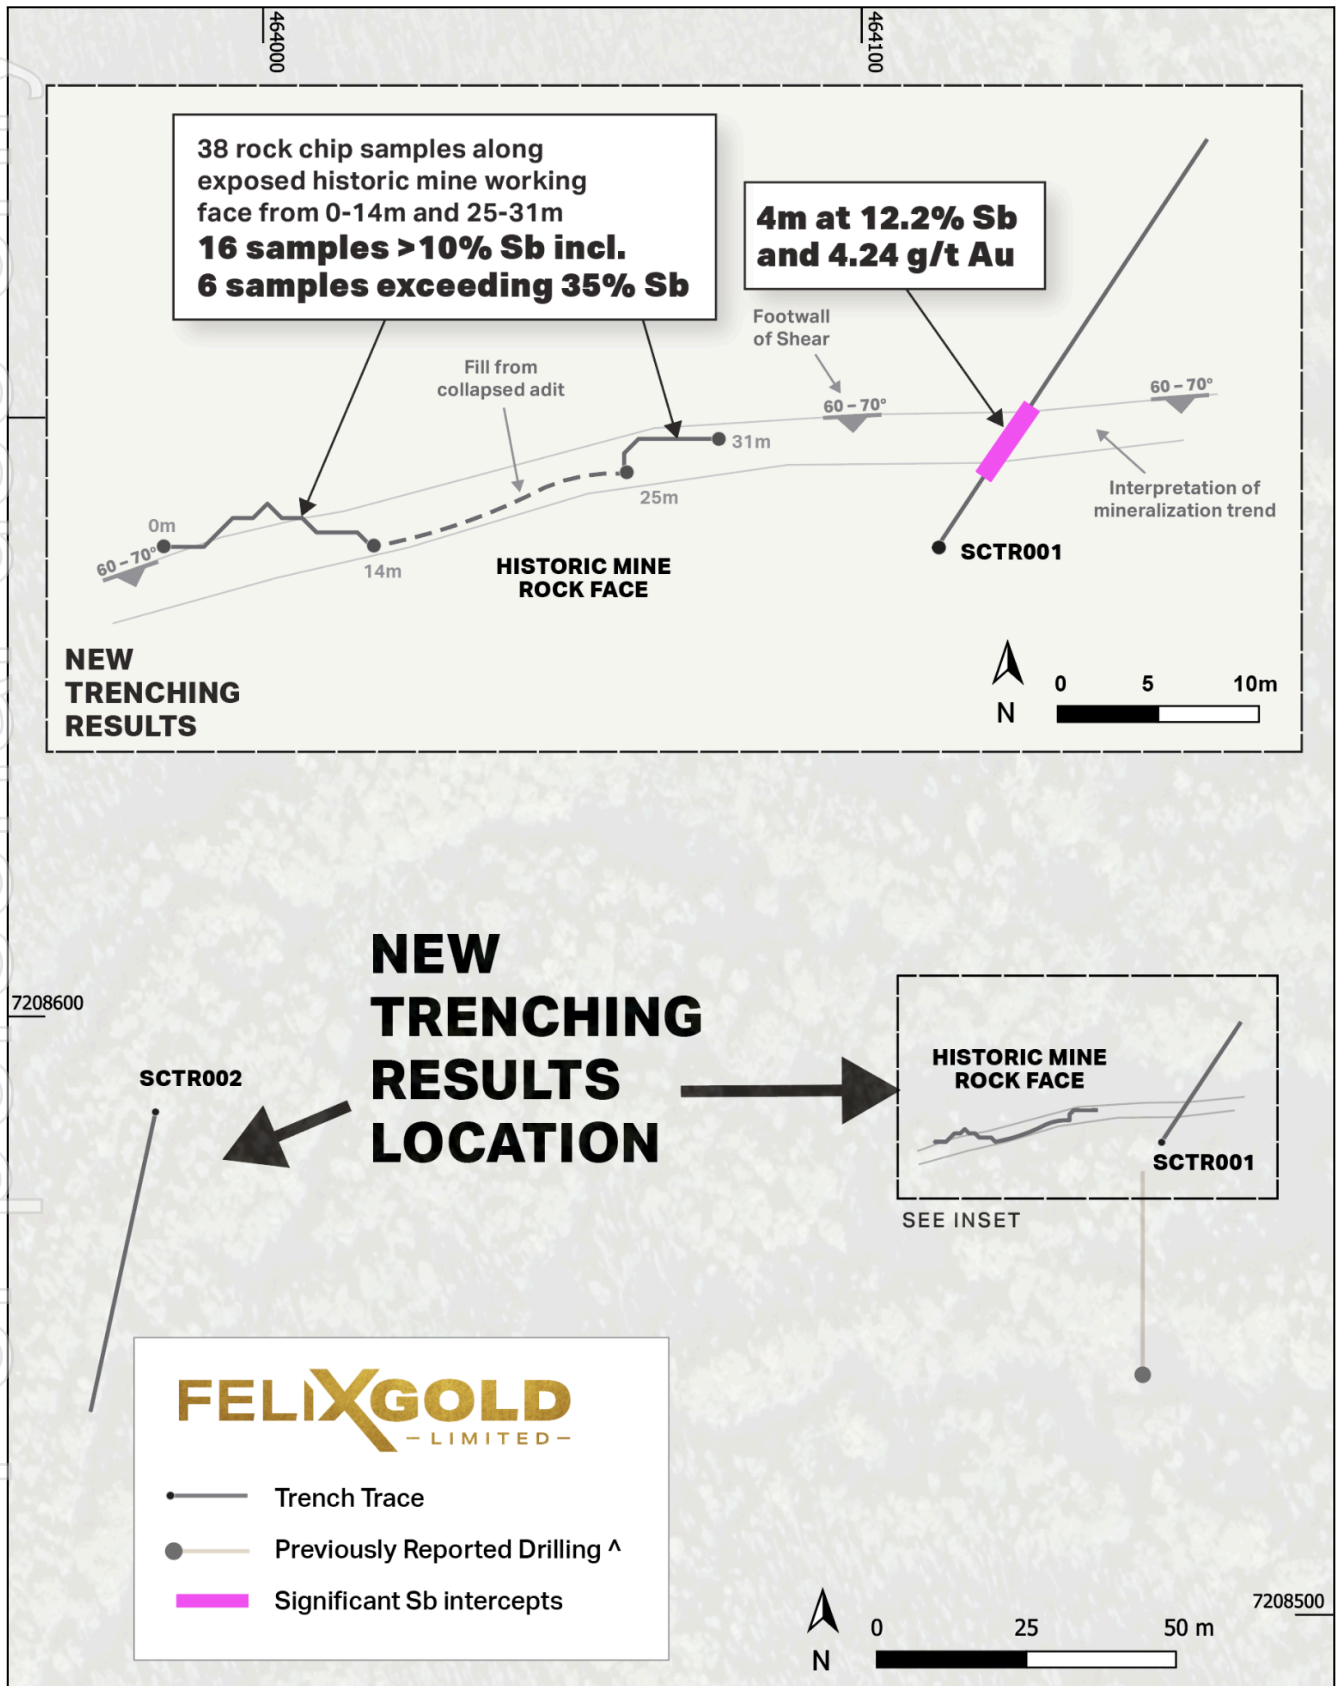 464000
464100
38 rock chip samples along
exposed historic mine working
face from 0-14m and 25-31m
16 samples >10% Sb incl.
6 samples exceeding 35% Sb
4m at 12.2% Sb
and 4.24 g/t Au
Footwall
of Shear
Fill from
collapsed adit
60 – 70°
60 – 70°
31m
25m
Interpretation of
mineralization trend
0m
60 – 70°
14m
HISTORIC MINE
ROCK FACE
SCTR001
NEW
TRENCHING
RESULTS
N
0 5 10m
NEW
TRENCHING
RESULTS
LOCATION
7208600
SCTR002
HISTORIC MINE
ROCK FACE
SCTR001
SEE INSET
FELIXGOLD
– LIMITED –
Trench Trace
Previously Reported Drilling ^
Significant Sb intercepts
7208500
N
0 25 50 m